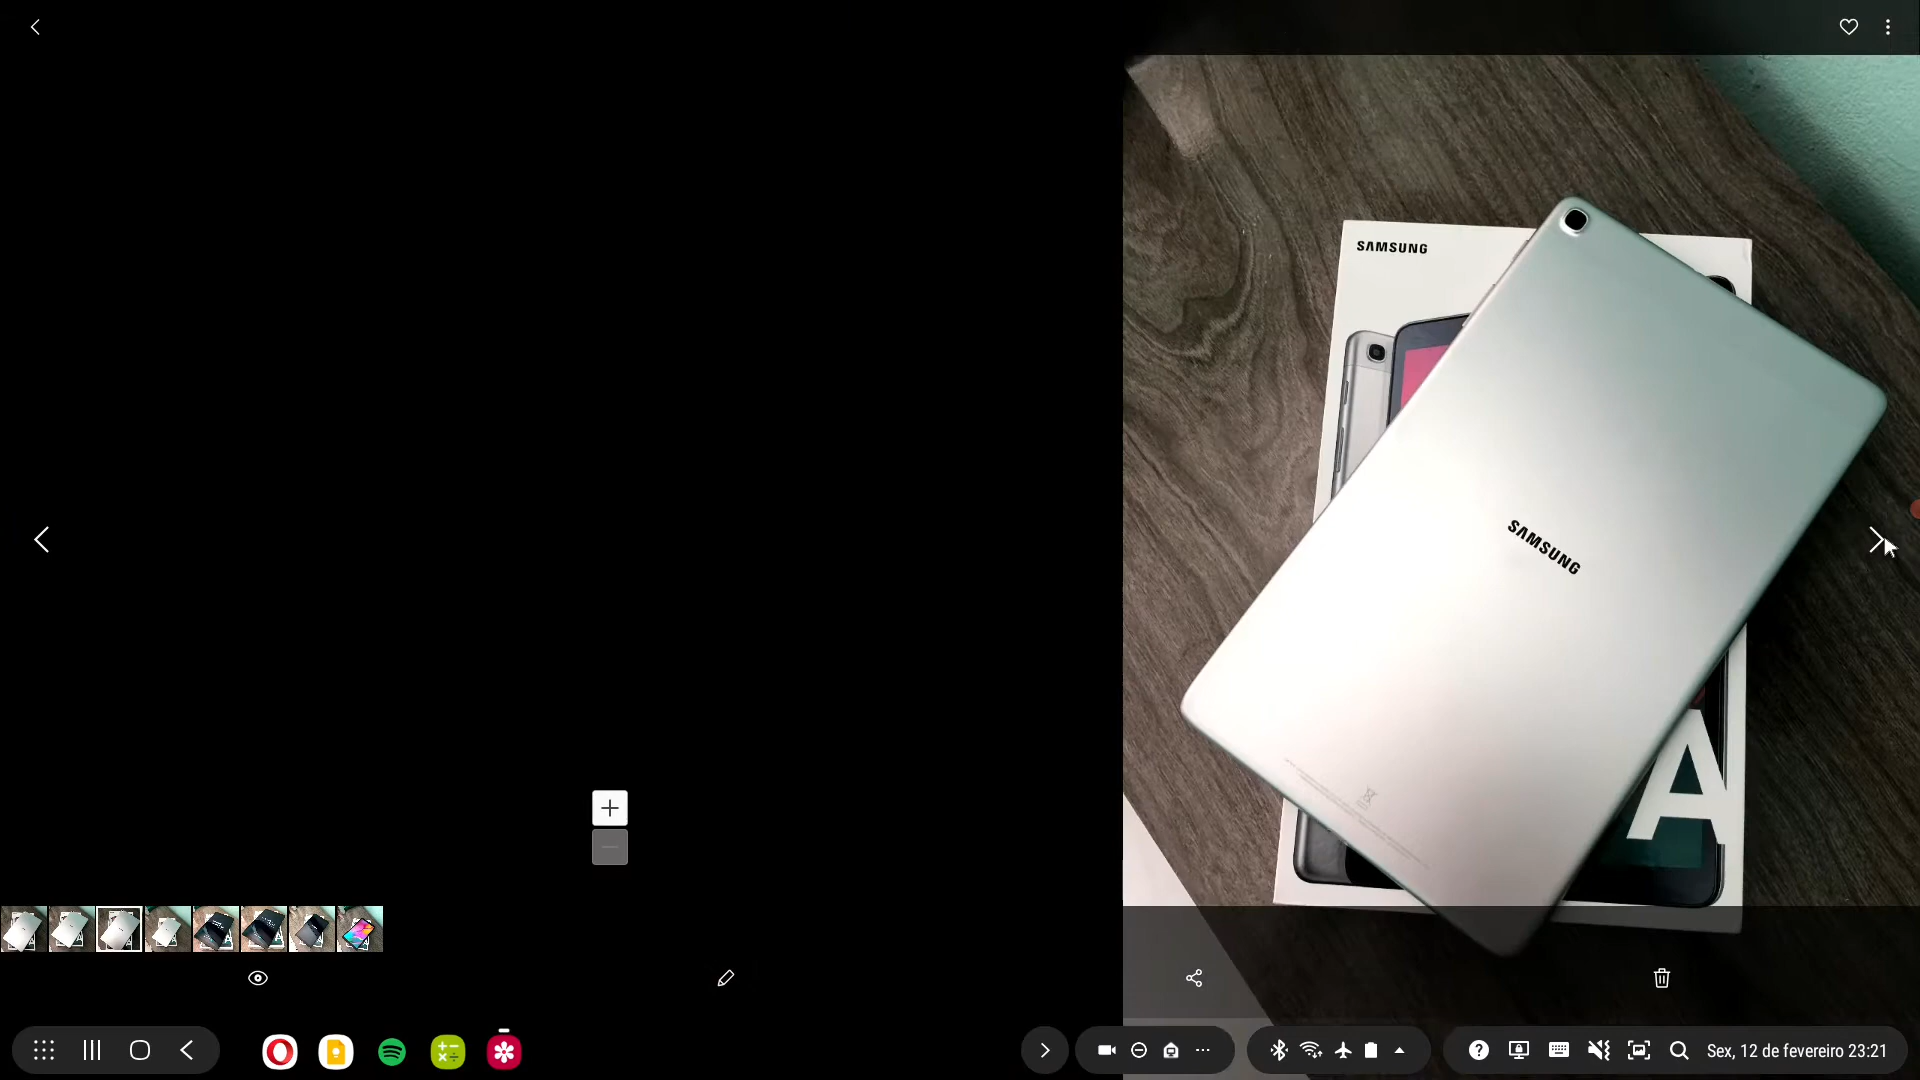 SAMSUNG
SAMSUNG
A
Sex, 12 de fevereiro 23:21